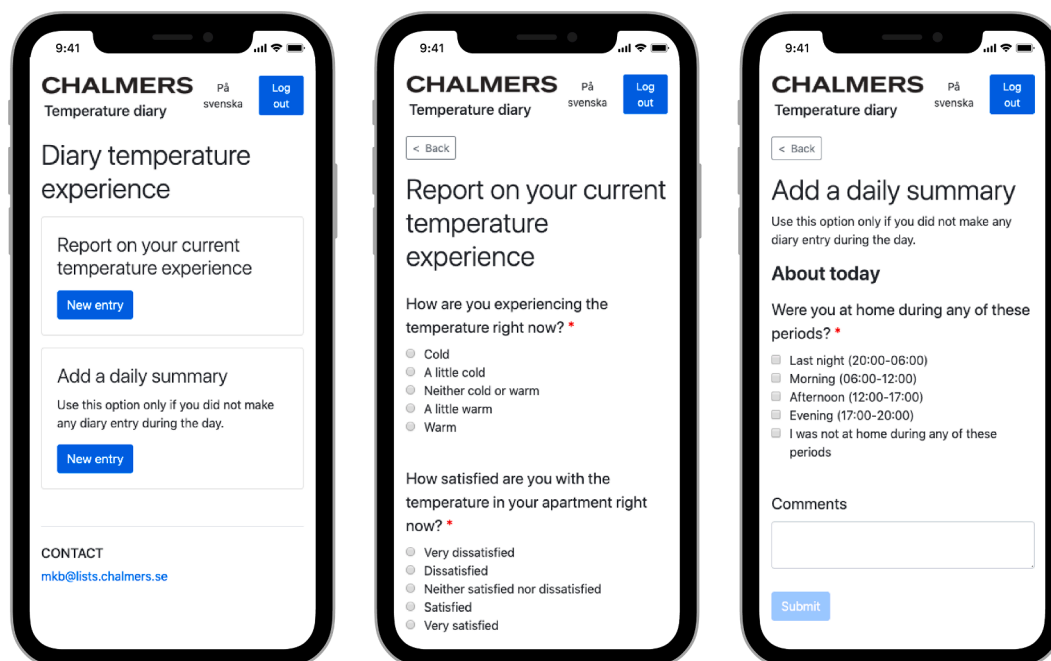 9:41
CHALMERS
Temperature diary
På
svenska
Log
out
Diary temperature
experience
Report on your current
temperature experience
New entry
Add a daily summary
Use this option only if you did not make
any diary entry during the day.
New entry
CONTACT
mkb@lists.chalmers.se
9:41
CHALMERS
Temperature diary
På
svenska
Log
out
< Back
Report on your current
temperature
experience
How are you experiencing the
temperature right now? *
Cold
A little cold
Neither cold or warm
A little warm
Warm
How satisfied are you with the
temperature in your apartment right
now? *
Very dissatisfied
Dissatisfied
Neither satisfied nor dissatisfied
Satisfied
Very satisfied
9:41
CHALMERS
Temperature diary
På
svenska
Log
out
< Back
Add a daily summary
Use this option only if you did not make any
diary entry during the day.
About today
Were you at home during any of these
periods? *
Last night (20:00-06:00)
Morning (06:00-12:00)
Afternoon (12:00-17:00)
Evening (17:00-20:00)
I was not at home during any of these
periods
Comments
Submit